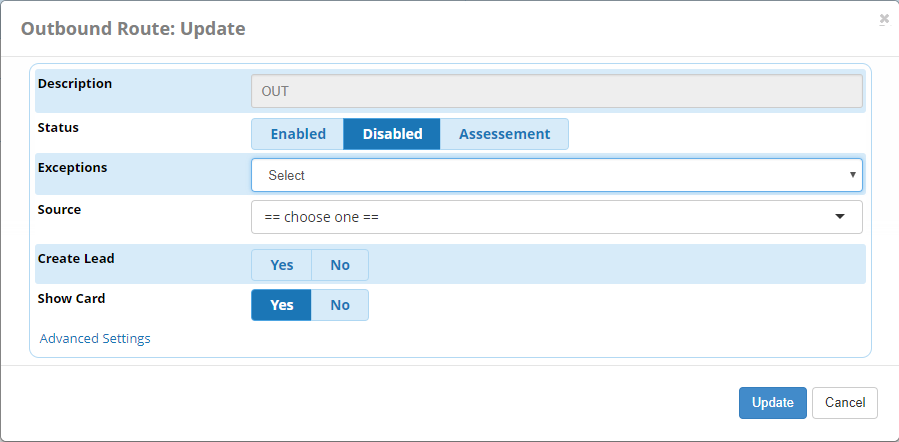 Outbound Route: Update
Description
OUT
Status
Enabled Disabled Assessement
Exceptions
Select
Source
== choose one ==
Create Lead
Yes No
Show Card
Yes No
Advanced Settings
Update Cancel